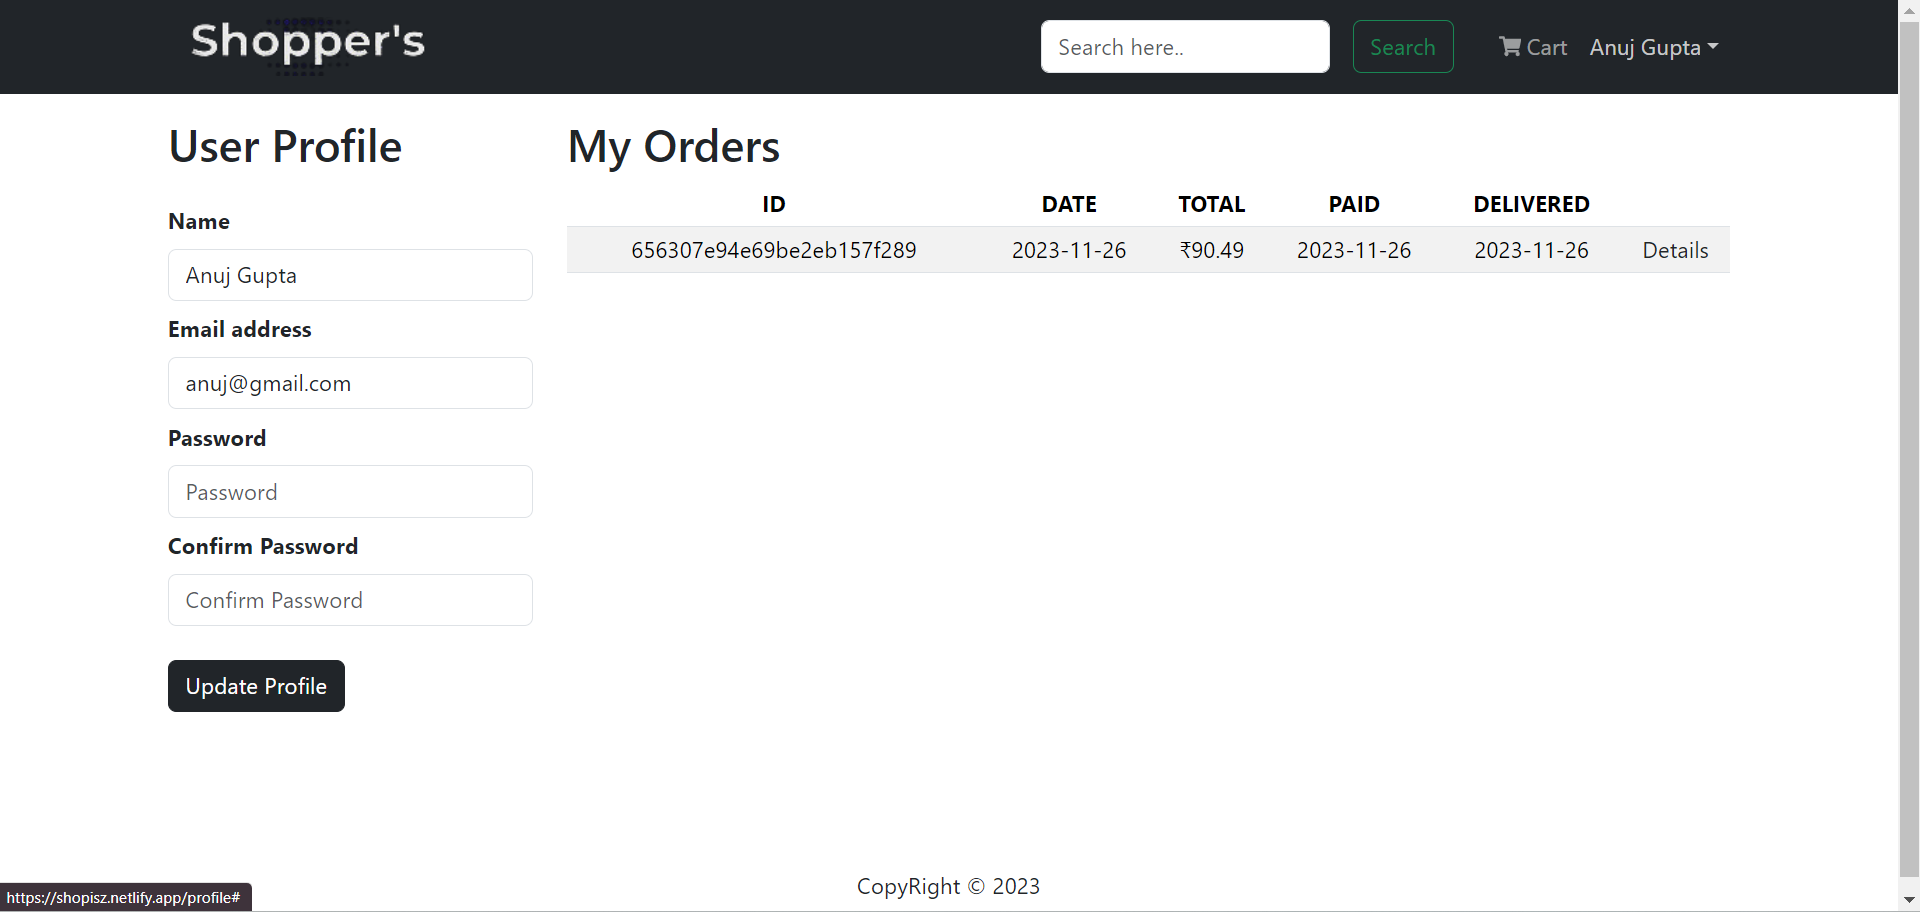 Shopper's
Search here..
Search
Cart
Anuj Gupta
User Profile
Name
Anuj Gupta
Email address
anuj@gmail.com
Password
Password
Confirm Password
Confirm Password
Update Profile
My Orders
ID DATE TOTAL PAID DELIVERED
656307e94e69be2eb157f289 2023-11-26 ₹90.49 2023-11-26 2023-11-26 Details
CopyRight © 2023
https://shopisz.netlify.app/profile#